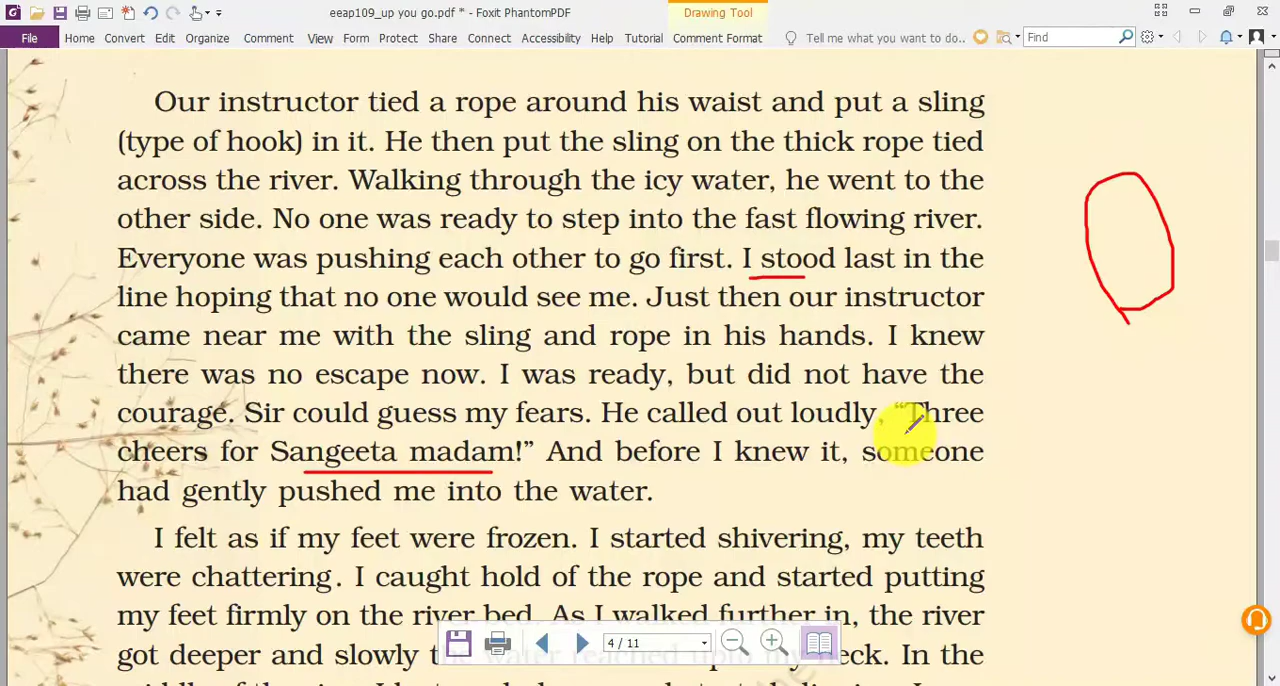 eeap109_up you go.pdf * - Foxit PhantomPDF
Drawing Tool
File Home Convert Edit Organize Comment View Form Protect Share Connect Accessibility Help Tutorial Comment Format Tell me what you want to do.. Find
Our instructor tied a rope around his waist and put a sling
(type of hook) in it. He then put the sling on the thick rope tied
across the river. Walking through the icy water, he went to the
other side. No one was ready to step into the fast flowing river.
Everyone was pushing each other to go first. I stood last in the
line hoping that no one would see me. Just then our instructor
came near me with the sling and rope in his hands. I knew
there was no escape now. I was ready, but did not have the
courage. Sir could guess my fears. He called out loudly, “Three
cheers for Sangeeta madam!” And before I knew it, someone
had gently pushed me into the water.
I felt as if my feet were frozen. I started shivering, my teeth
were chattering. I caught hold of the rope and started putting
my feet firmly on the river bed. As I walked further in, the river
got deeper and slowly the water reached upto my neck. In the
4 / 11